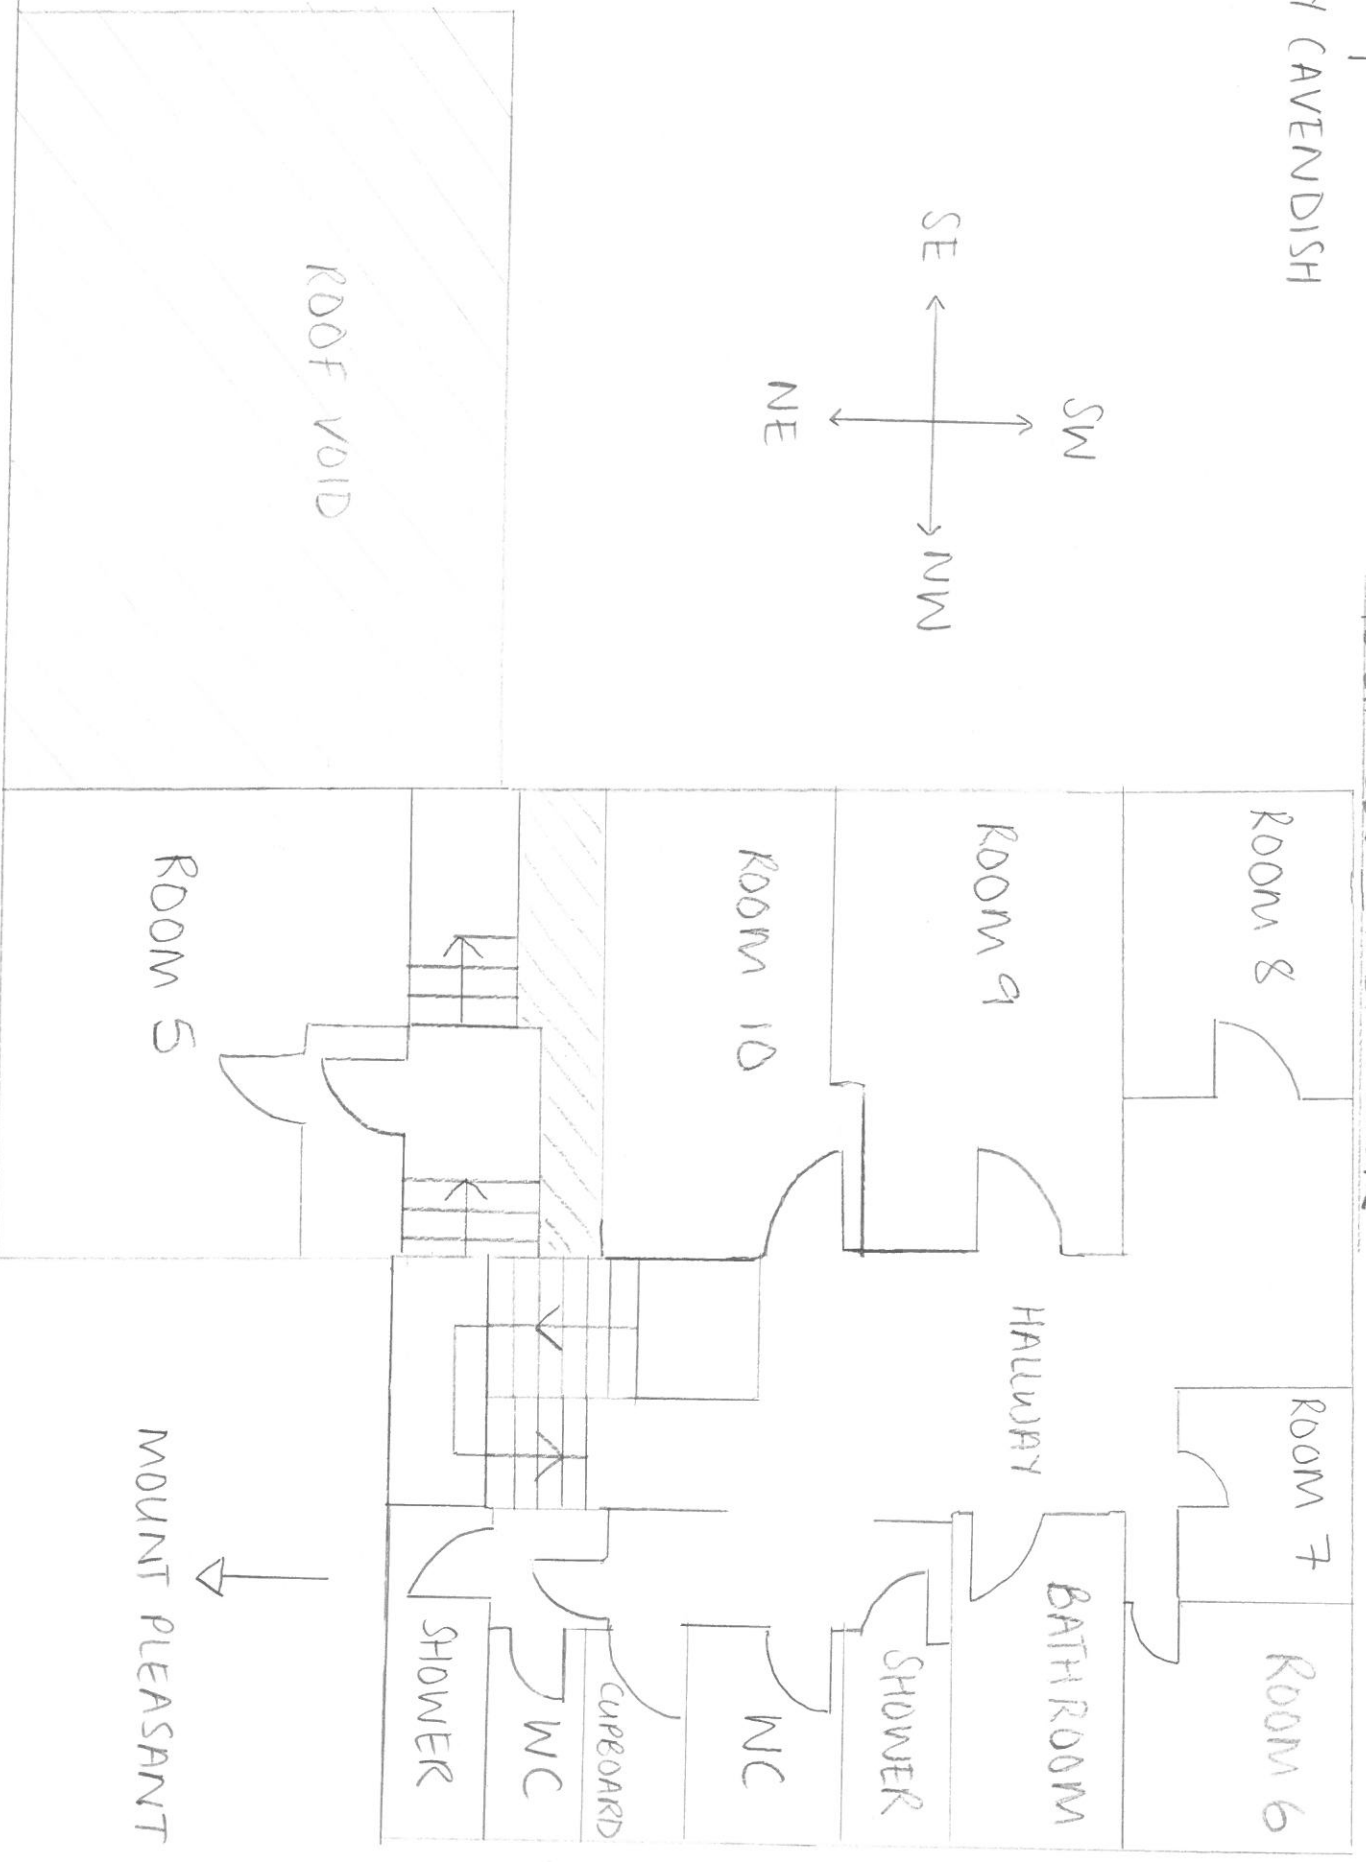 CAVENDISH
ROOM 8
ROOM 7
ROOM 6
SW
BATHROOM
HALLWAY
ROOM 9
SE
NW
SHOWER
NE
ROOM 10
WC
CUPBOARD
WC
SHOWER
ROOF VOID
ROOM 5
MOUNT PLEASANT